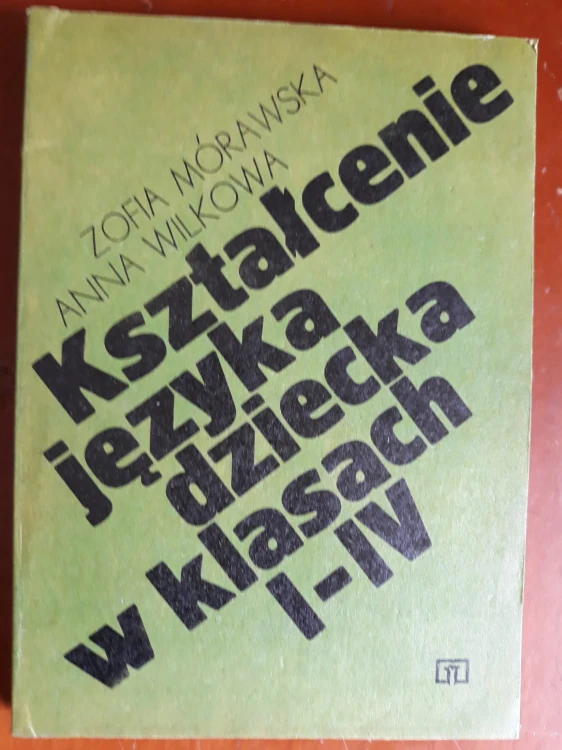 ZOFIA MÓRAWSKA
ANNA WILKOWA
Kształcenie
języka
dziecka
w klasach
I-IV